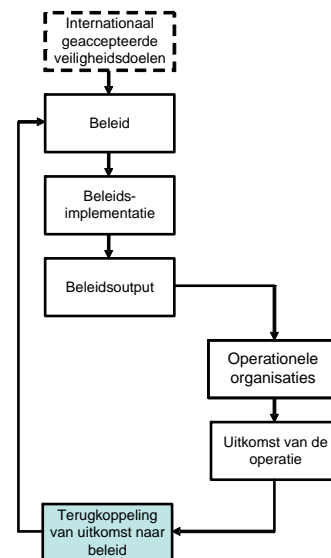 Internationaal
geaccepteerde
veiligheidsdoelen
Beleid
Beleids-
implementatie
Beleidsoutput
Operationele
organisaties
Uitkomst van de
operatie
Terugkoppeling
van uitkomst naar
beleid